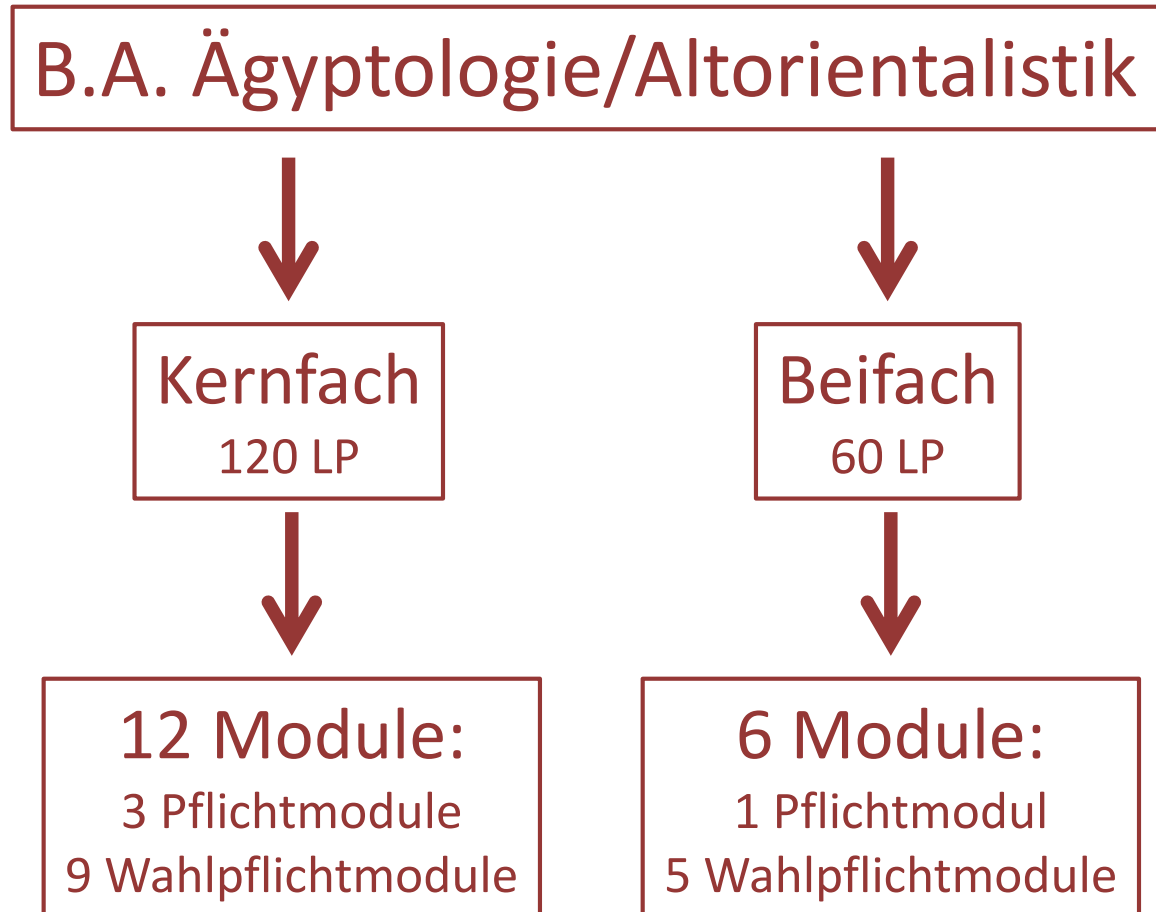 B.A. Ägyptologie/Altorientalistik
Kernfach
120 LP
12 Module:
3 Pflichtmodule
9 Wahlpflichtmodule
Beifach
60 LP
6 Module:
1 Pflichtmodul
5 Wahlpflichtmodule